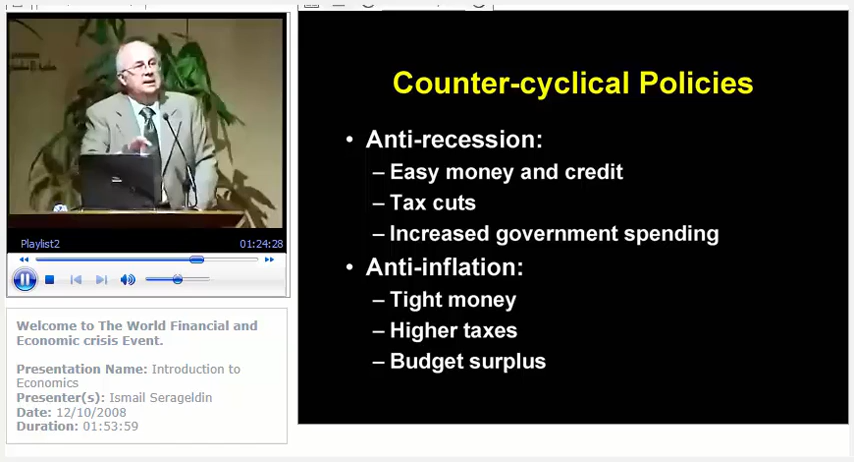 Playlist2
01:24:28
Welcome to The World Financial and
Economic crisis Event.
Presentation Name: Introduction to
Economics
Presenter(s): Ismail Serageldin
Date: 12/10/2008
Duration: 01:53:59
Counter-cyclical Policies
• Anti-recession:
– Easy money and credit
– Tax cuts
– Increased government spending
• Anti-inflation:
– Tight money
– Higher taxes
– Budget surplus